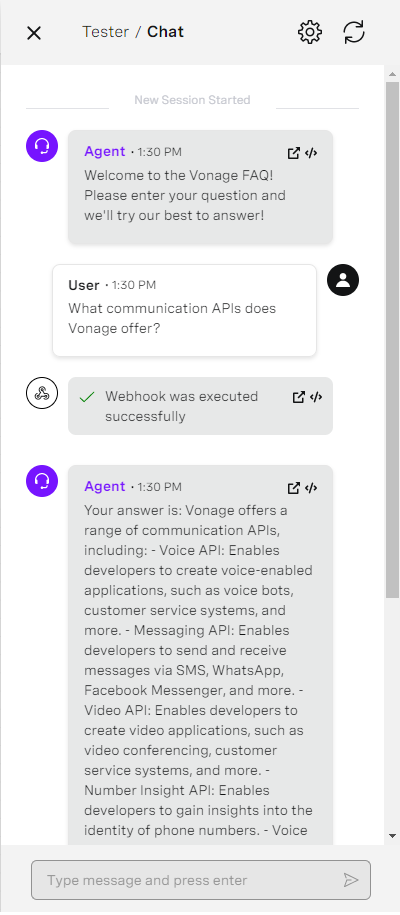 Tester / Chat
New Session Started
Agent • 1:30 PM
Welcome to the Vonage FAQ!
Please enter your question and
we'll try our best to answer!
User • 1:30 PM
What communication APIs does
Vonage offer?
Webhook was executed
successfully
Agent • 1:30 PM
Your answer is: Vonage offers a
range of communication APIs,
including: - Voice API: Enables
developers to create voice-enabled
applications, such as voice bots,
customer service systems, and
more. - Messaging API: Enables
developers to send and receive
messages via SMS, WhatsApp,
Facebook Messenger, and more. -
Video API: Enables developers to
create video applications, such as
video conferencing, customer
service systems, and more. -
Number Insight API: Enables
developers to gain insights into the
identity of phone numbers. - Voice
Type message and press enter